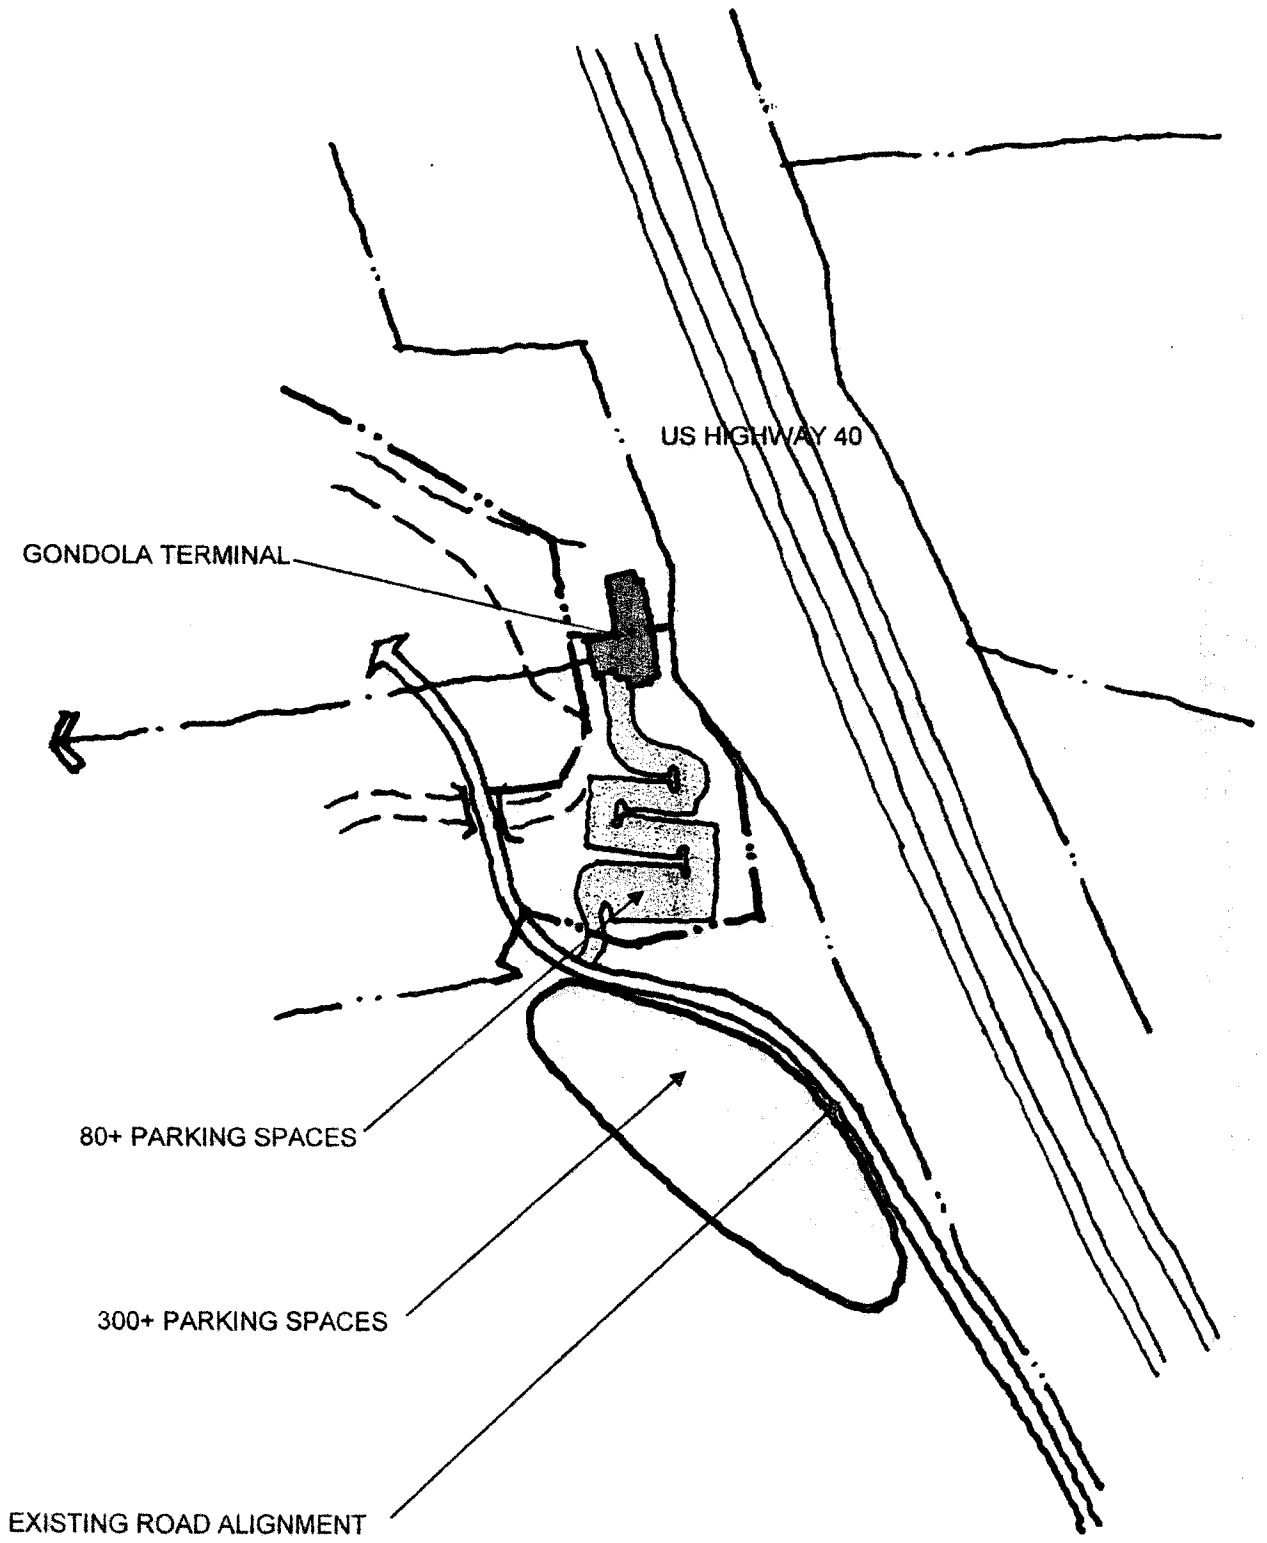 US HIGHWAY 40
GONDOLA TERMINAL
80+ PARKING SPACES
300+ PARKING SPACES
EXISTING ROAD ALIGNMENT